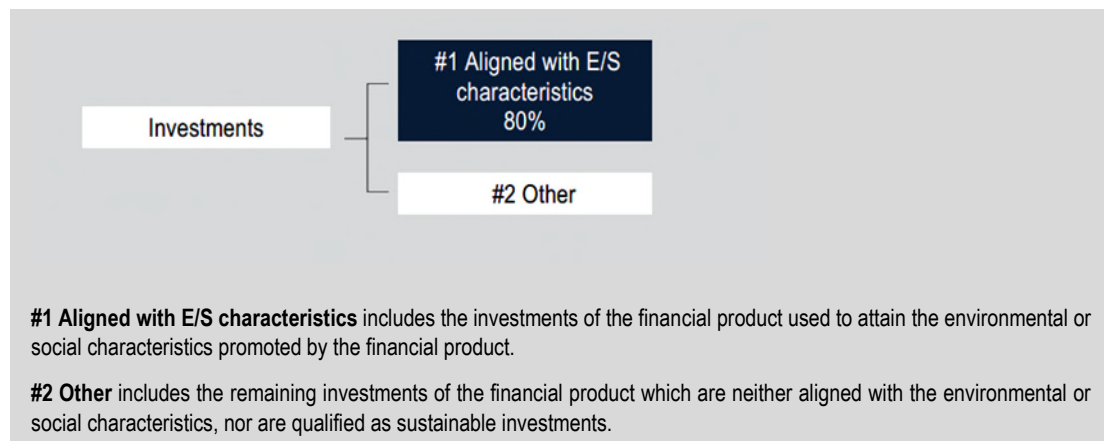 #1 Aligned with E/S
characteristics
80%
Investments
#2 Other
#1 Aligned with E/S characteristics includes the investments of the financial product used to attain the environmental or
social characteristics promoted by the financial product.
#2 Other includes the remaining investments of the financial product which are neither aligned with the environmental or
social characteristics, nor are qualified as sustainable investments.